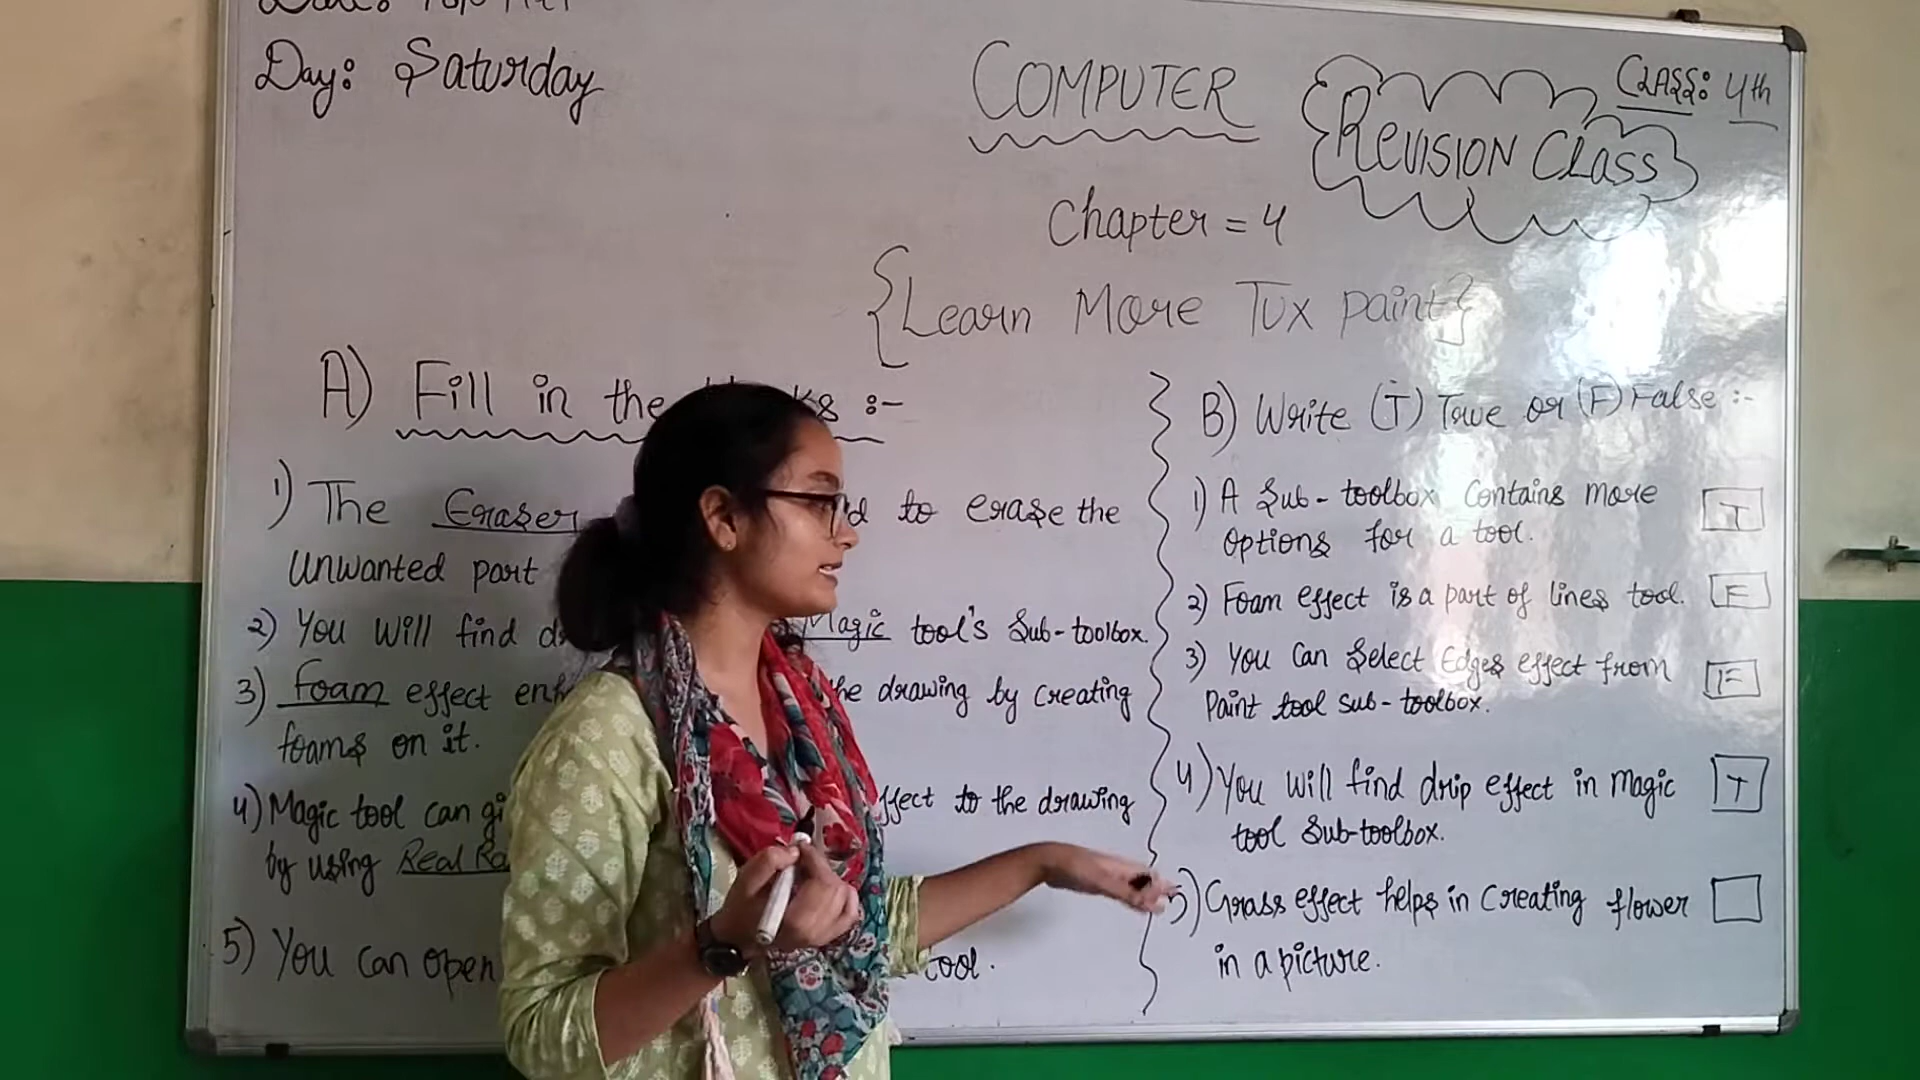 Day: Saturday
COMPUTER
CLASS: 4th
REVISION CLASS
Chapter = 4
{Learn More Tux paint}
A) Fill in the :-
1) The Eraser to erase the
Unwanted part
2) You will find Magic tool's Sub-toolbox.
3) foam effect the drawing by creating
foams on it.
4) Magic tool can effect to the drawing
by using Real
5) You can open tool.
B) Write (T) True or (F) False :-
1) A Sub-toolbox Contains more T
options for a tool.
2) Foam effect is a part of lines tool. F
3) You Can Select Edges effect from F
Paint tool sub-toolbox.
4) You will find drip effect in Magic T
tool Sub-toolbox.
5) Grass effect helps in Creating flower
in a picture.